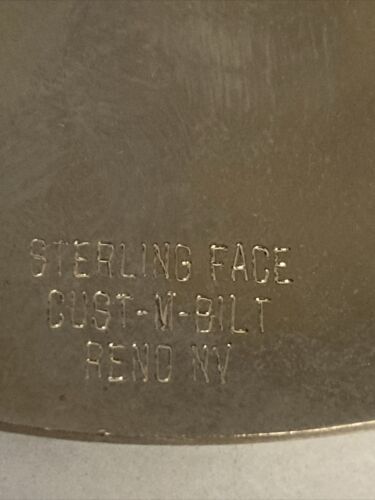 STERLING FACE
CUST-M-BILT
RENO NV